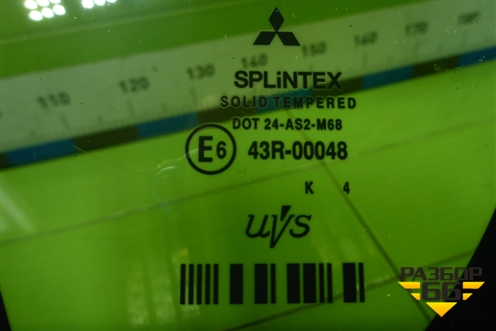 110 120 130 140 150 160 170 180
SPLiNTEX
SOLID TEMPERED
DOT 24-AS2-M68
E6 43R-00048
K 4
uVs
РАЗБОР
66